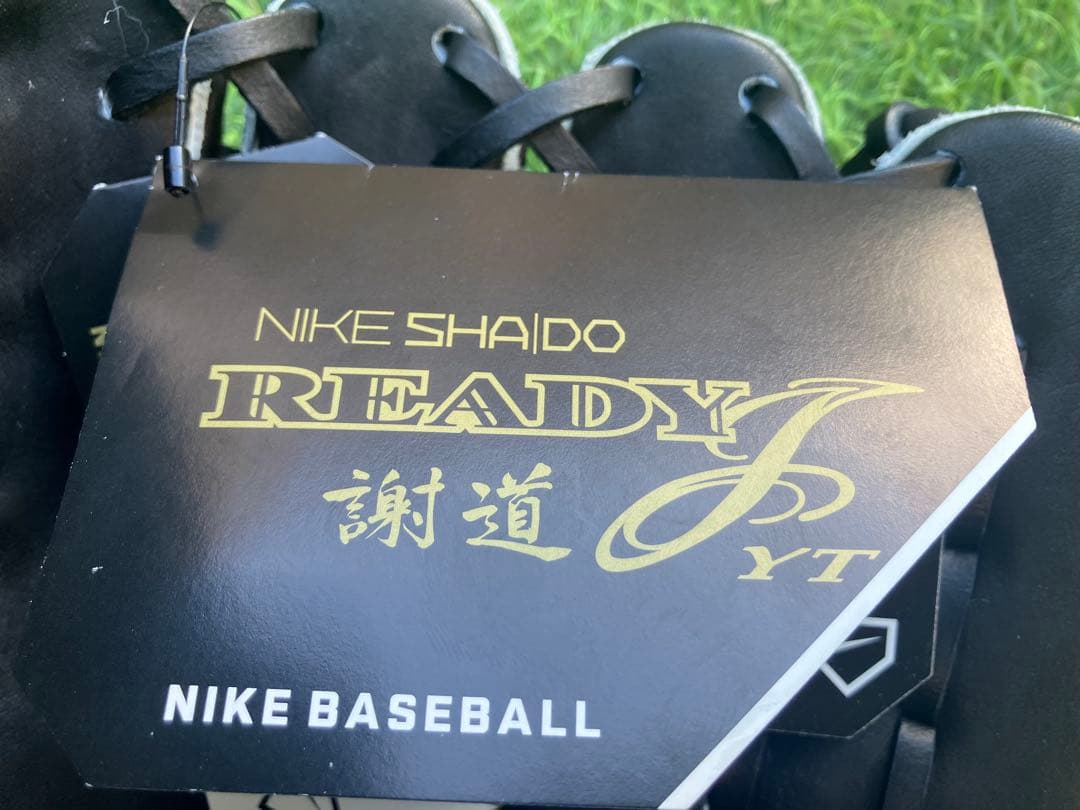 NIKE SHA|DO
READY J
謝道
YT
NIKE BASEBALL